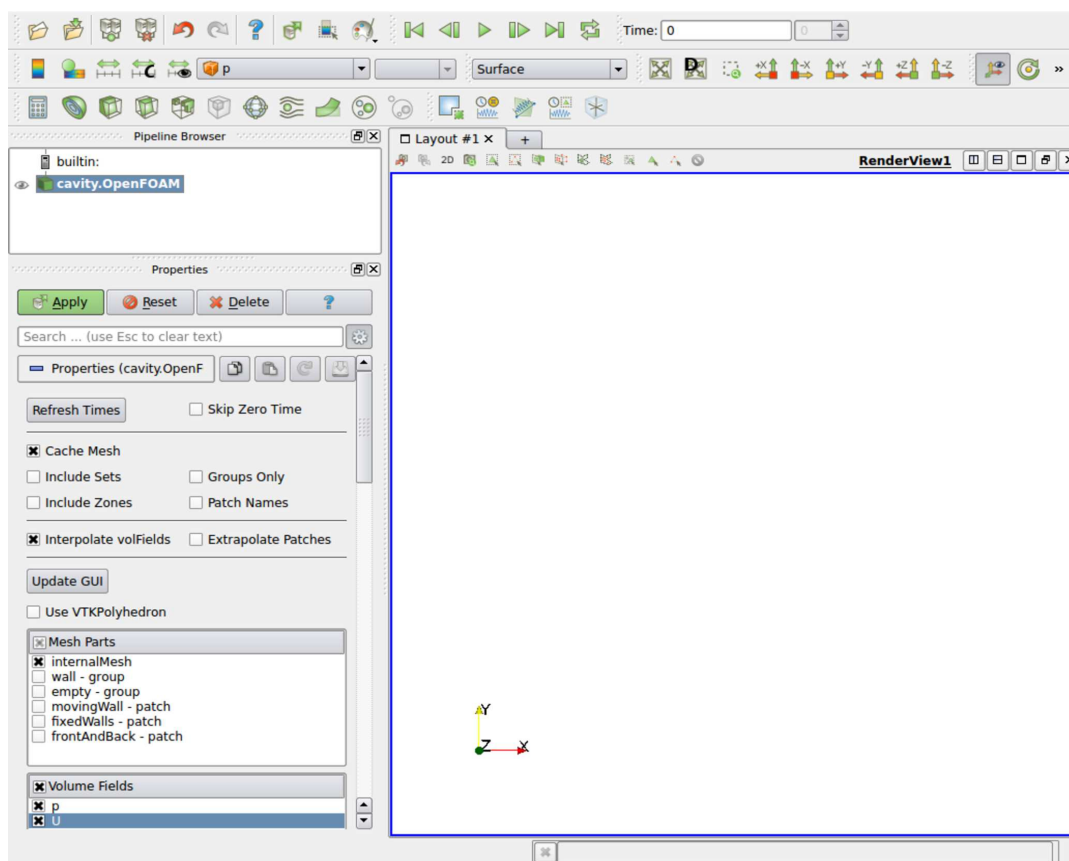 Time: 0 0
p Surface
Pipeline Browser
builtin:
cavity.OpenFOAM
Properties
Apply Reset Delete ?
Search ... (use Esc to clear text)
Properties (cavity.OpenF
Refresh Times Skip Zero Time
Cache Mesh
Include Sets Groups Only
Include Zones Patch Names
Interpolate volFields Extrapolate Patches
Update GUI
Use VTKPolyhedron
Mesh Parts
internalMesh
wall - group
empty - group
movingWall - patch
fixedWalls - patch
frontAndBack - patch
Volume Fields
p
U
Layout #1 +
2D RenderView1
Y
Z X